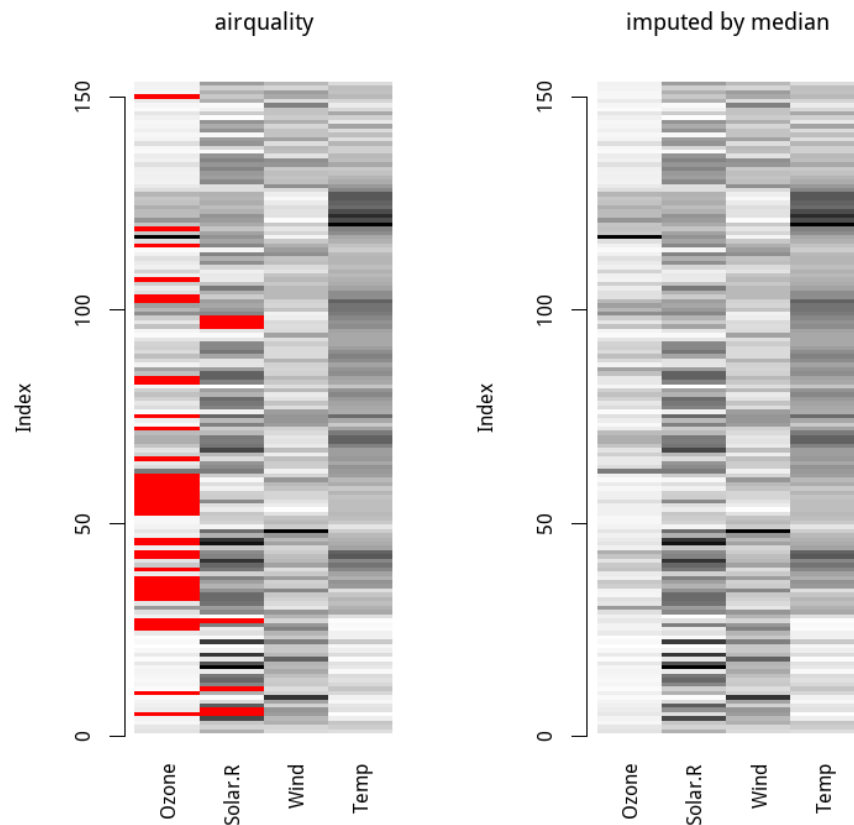 airquality
imputed by median
150
100
50
0
Index
Ozone
Solar.R
Wind
Temp
150
100
50
0
Index
Ozone
Solar.R
Wind
Temp